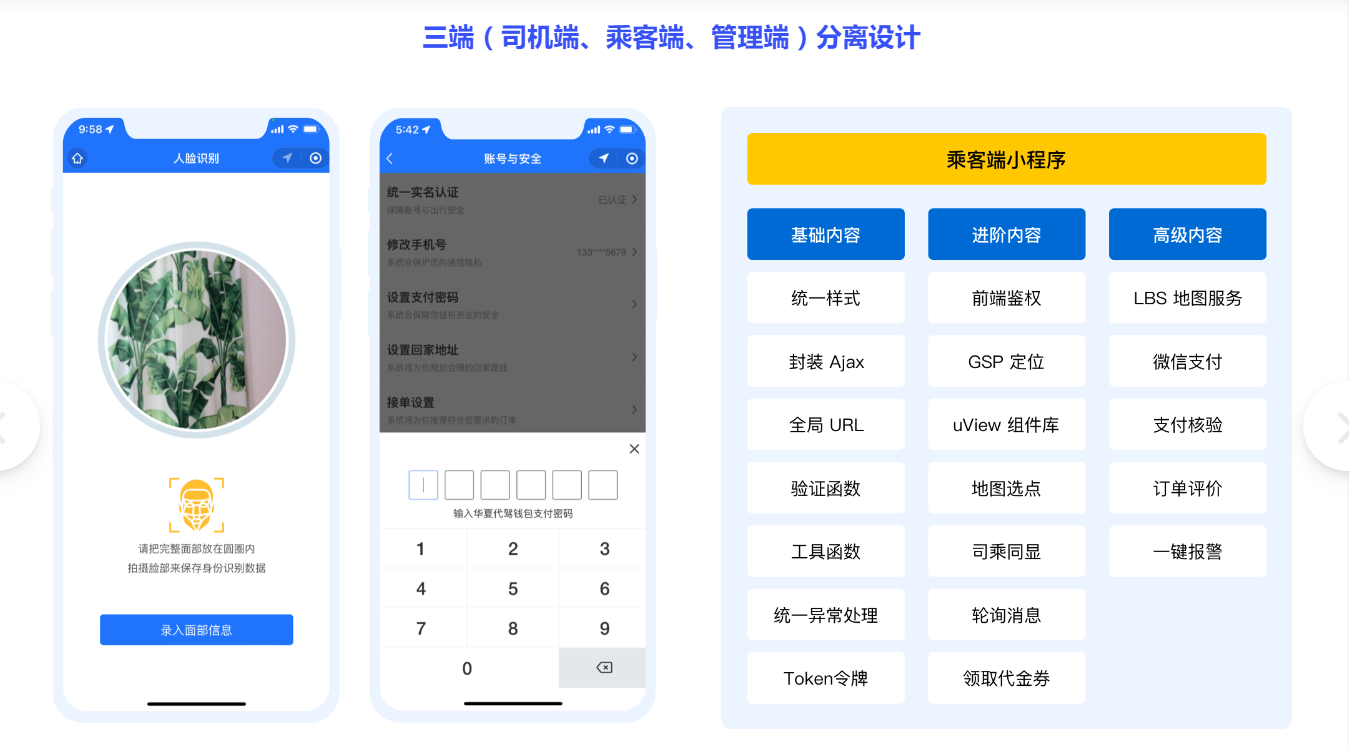 三端（司机端、乘客端、管理端）分离设计
9:58
人脸识别
请把完整面部放在圆圈内
拍摄脸部来保存身份识别数据
录入面部信息
5:42
账号与安全
统一实名认证
保障账号与出行安全
已认证
修改手机号
系统会保护您的通信隐私
133****5678
设置支付密码
系统会保障您钱包资金的安全
设置回家地址
系统将为你规划合理的回家路线
接单设置
系统将为你推荐符合您要求的订单
输入华夏代驾钱包支付密码
1 2 3
4 5 6
7 8 9
0
乘客端小程序
基础内容 进阶内容 高级内容
统一样式 前端鉴权 LBS 地图服务
封装 Ajax GSP 定位 微信支付
全局 URL uView 组件库 支付核验
验证函数 地图选点 订单评价
工具函数 司乘同显 一键报警
统一异常处理 轮询消息
Token令牌 领取代金券